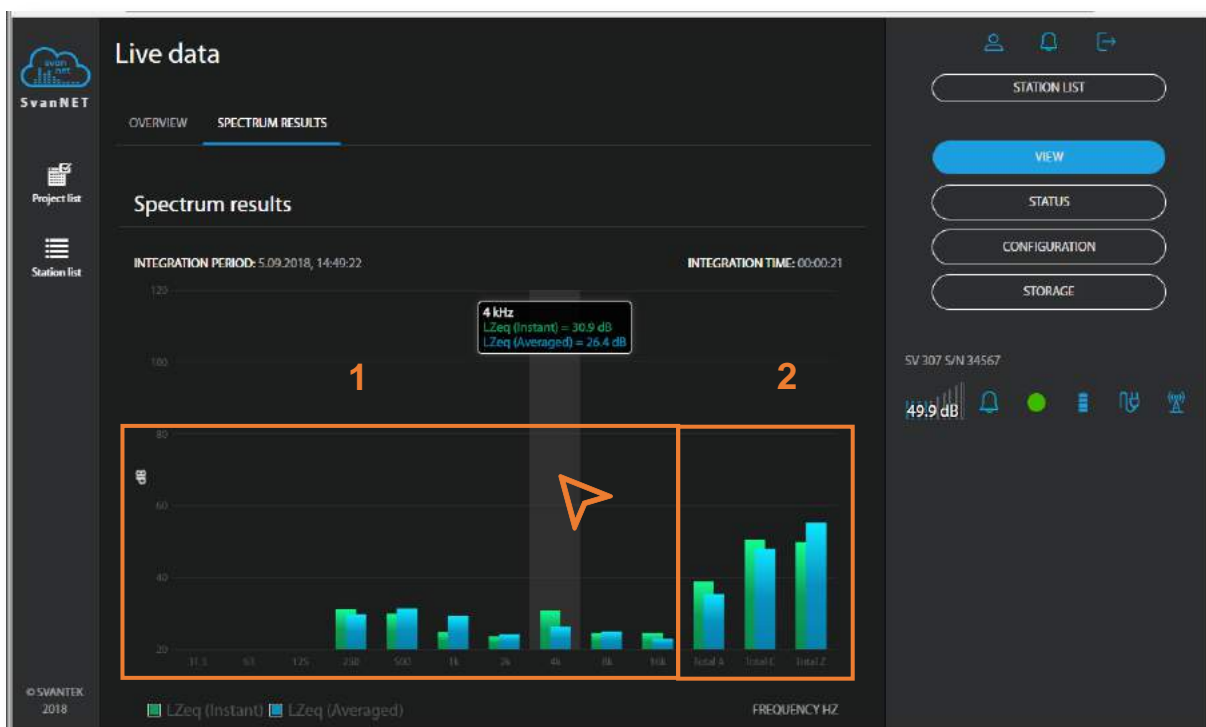 svan
net
SvanNET
Project list
Station list
© SVANTEK
2018
Live data
OVERVIEW SPECTRUM RESULTS
Spectrum results
INTEGRATION PERIOD: 5.09.2018, 14:49:22 INTEGRATION TIME: 00:00:21
120
4 kHz
LZeq (Instant) = 30.9 dB
LZeq (Averaged) = 26.4 dB
100
1 2
80
dB
60
40
20
31.5 63 125 250 500 1k 2k 4k 8k 16k Total A Total C Total Z
LZeq (Instant) LZeq (Averaged) FREQUENCY HZ
STATION LIST
VIEW
STATUS
CONFIGURATION
STORAGE
SV 307 S/N 34567
49.9 dB